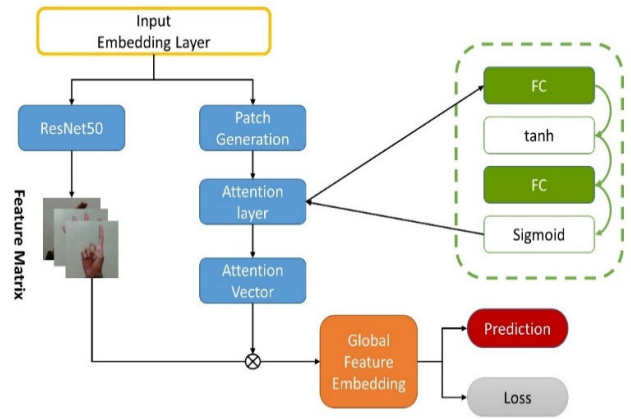 Input
Embedding Layer
ResNet50
Patch
Generation
Feature Matrix
Attention
layer
Attention
Vector
FC
tanh
FC
Sigmoid
Global
Feature
Embedding
Prediction
Loss